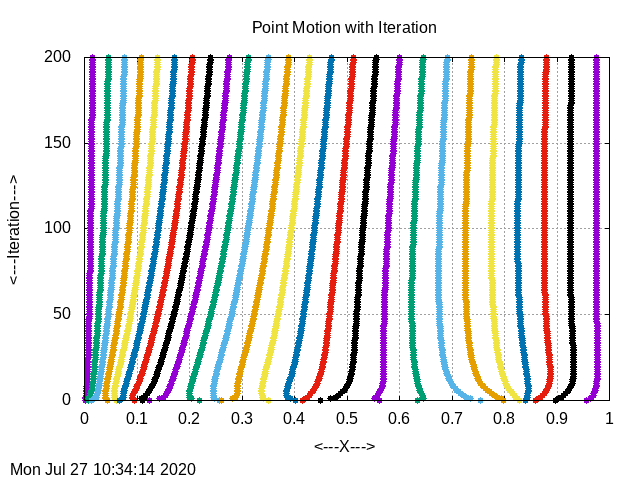 Point Motion with Iteration
200
150
100
50
0
<---Iteration--->
0 0.1 0.2 0.3 0.4 0.5 0.6 0.7 0.8 0.9 1
<---X--->
Mon Jul 27 10:34:14 2020